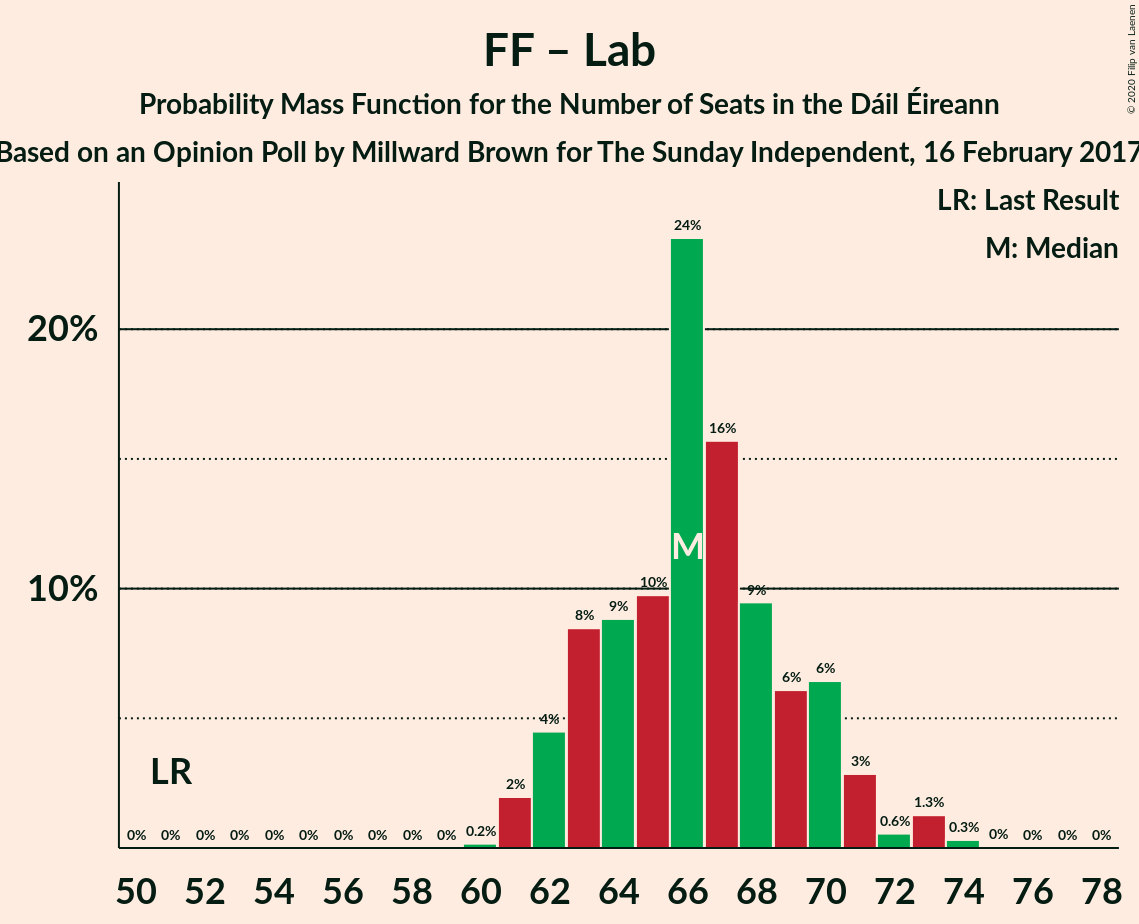 FF – Lab
Probability Mass Function for the Number of Seats in the Dáil Éireann
Based on an Opinion Poll by Millward Brown for The Sunday Independent, 16 February 2017
© 2020 Filip van Laenen
LR: Last Result
M: Median
24%
20%
16%
M
10%
10% 9%
8% 9%
6% 6%
4%
LR
2% 3%
1.3%
0% 0% 0% 0% 0% 0% 0% 0% 0% 0% 0.2% 0.6% 0.3% 0% 0% 0% 0%
50 52 54 56 58 60 62 64 66 68 70 72 74 76 78